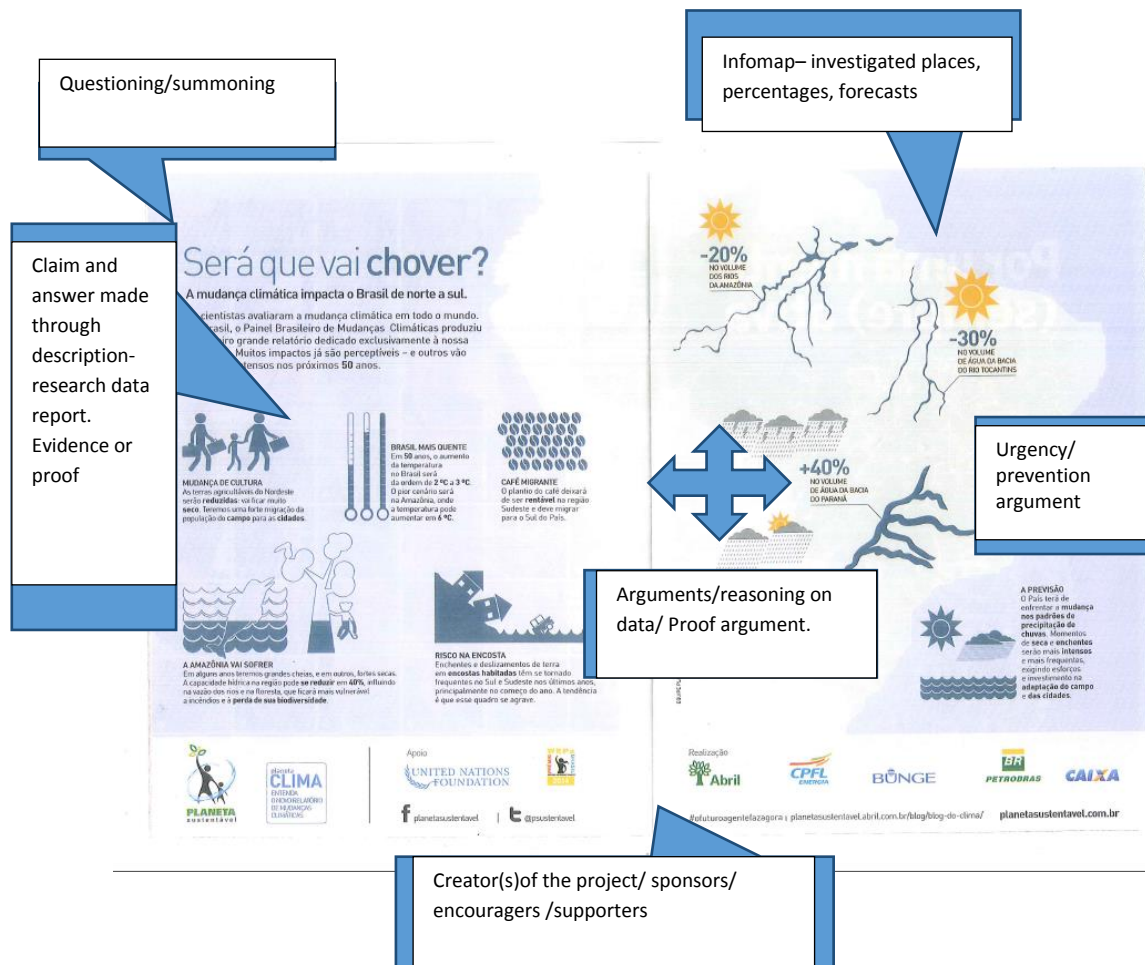 Questioning/summoning
Infomap– investigated places,
percentages, forecasts
Claim and
answer made
through
description-
research data
report.
Evidence or
proof
Será que vai chover?
A mudança climática impacta o Brasil de norte a sul.
cientistas avaliaram a mudança climática em todo o mundo.
o Painel Brasileiro de Mudanças Climáticas produziu
grande relatório dedicado exclusivamente à nossa
Muitos impactos já são perceptíveis – e outros vão
nos próximos 50 anos.
MUDANÇA DE CULTURA
As terras agricultáveis do Nordeste
serão reduzidas: vai ficar muito
seco. Teremos uma forte migração da
população do campo para as cidades.
BRASIL MAIS QUENTE
Em 50 anos, o aumento
da temperatura
no Brasil será
da ordem de 2 ºC a 3 ºC.
O pior cenário será
na Amazônia, onde
a temperatura pode
aumentar em 6 ºC.
CAFÉ MIGRANTE
O plantio do café deixará
de ser rentável na região
Sudeste e deve migrar
para o Sul do País.
A AMAZÔNIA VAI SOFRER
Em alguns anos teremos grandes cheias, e em outros, fortes secas.
A capacidade hídrica na região pode se reduzir em 40%, influindo
na vazão dos rios e na floresta, que ficará mais vulnerável
a incêndios e à perda de sua biodiversidade.
RISCO NA ENCOSTA
Enchentes e deslizamentos de terra
em encostas habitadas têm se tornado
frequentes no Sul e Sudeste nos últimos anos,
principalmente no começo do ano. A tendência
é que esse quadro se agrave.
-20%
NO VOLUME
DOS RIOS
DA AMAZÔNIA
-30%
NO VOLUME
DE ÁGUA DA BACIA
DO RIO TOCANTINS
+40%
NO VOLUME
DE ÁGUA DA BACIA
DO PARANÁ
Urgency/
prevention
argument
Arguments/reasoning on
data/ Proof argument.
A PREVISÃO
O País terá de
enfrentar a mudança
nos padrões de
precipitação de
chuvas. Momentos
de seca e enchentes
serão mais intensos
e mais frequentes,
exigindo esforços
e investimento na
adaptação do campo
e das cidades.
PLANETA
sustentável
planeta
CLIMA
ENTENDA
O NOVO RELATÓRIO
DE MUDANÇAS
CLIMÁTICAS
Apoio
UNITED NATIONS
FOUNDATION
planetasustentavel | @psustentavel
Realização
Abril
CPFL
ENERGIA
BUNGE
BR
PETROBRAS
CAIXA
#ofuturoagentefazagora | planetasustentavel.abril.com.br/blog/blog-do-clima/
planetasustentavel.com.br
Creator(s)of the project/ sponsors/
encouragers /supporters